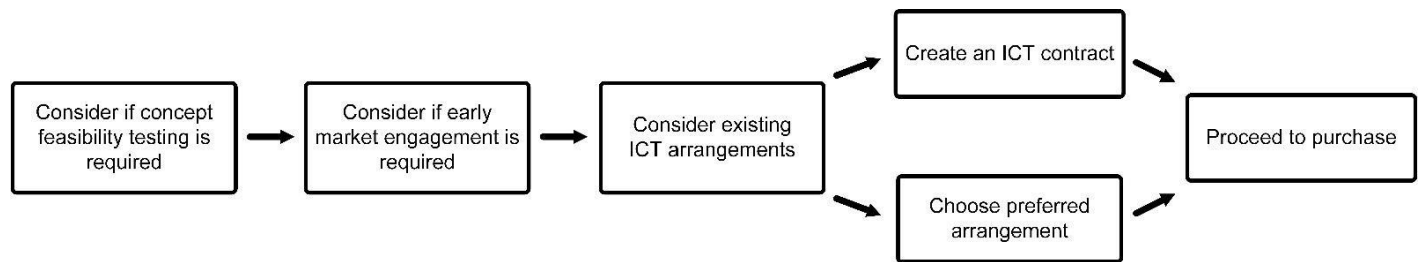 Consider if concept
feasibility testing is
required
Consider if early
market engagement is
required
Consider existing
ICT arrangements
Create an ICT contract
Choose preferred
arrangement
Proceed to purchase